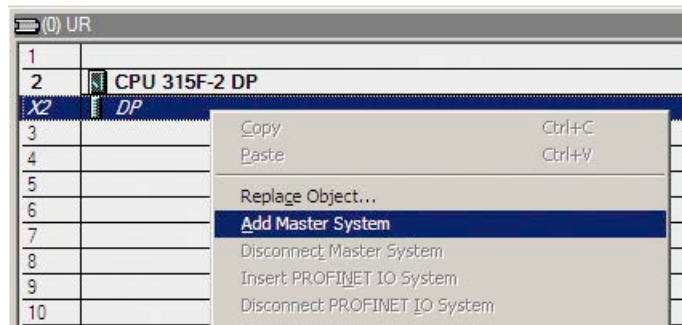 (0) UR
1
2 CPU 315F-2 DP
X2 DP
3
4
5
6
7
8
9
10
Copy Ctrl+C
Paste Ctrl+V
Replace Object...
Add Master System
Disconnect Master System
Insert PROFINET IO System
Disconnect PROFINET IO System